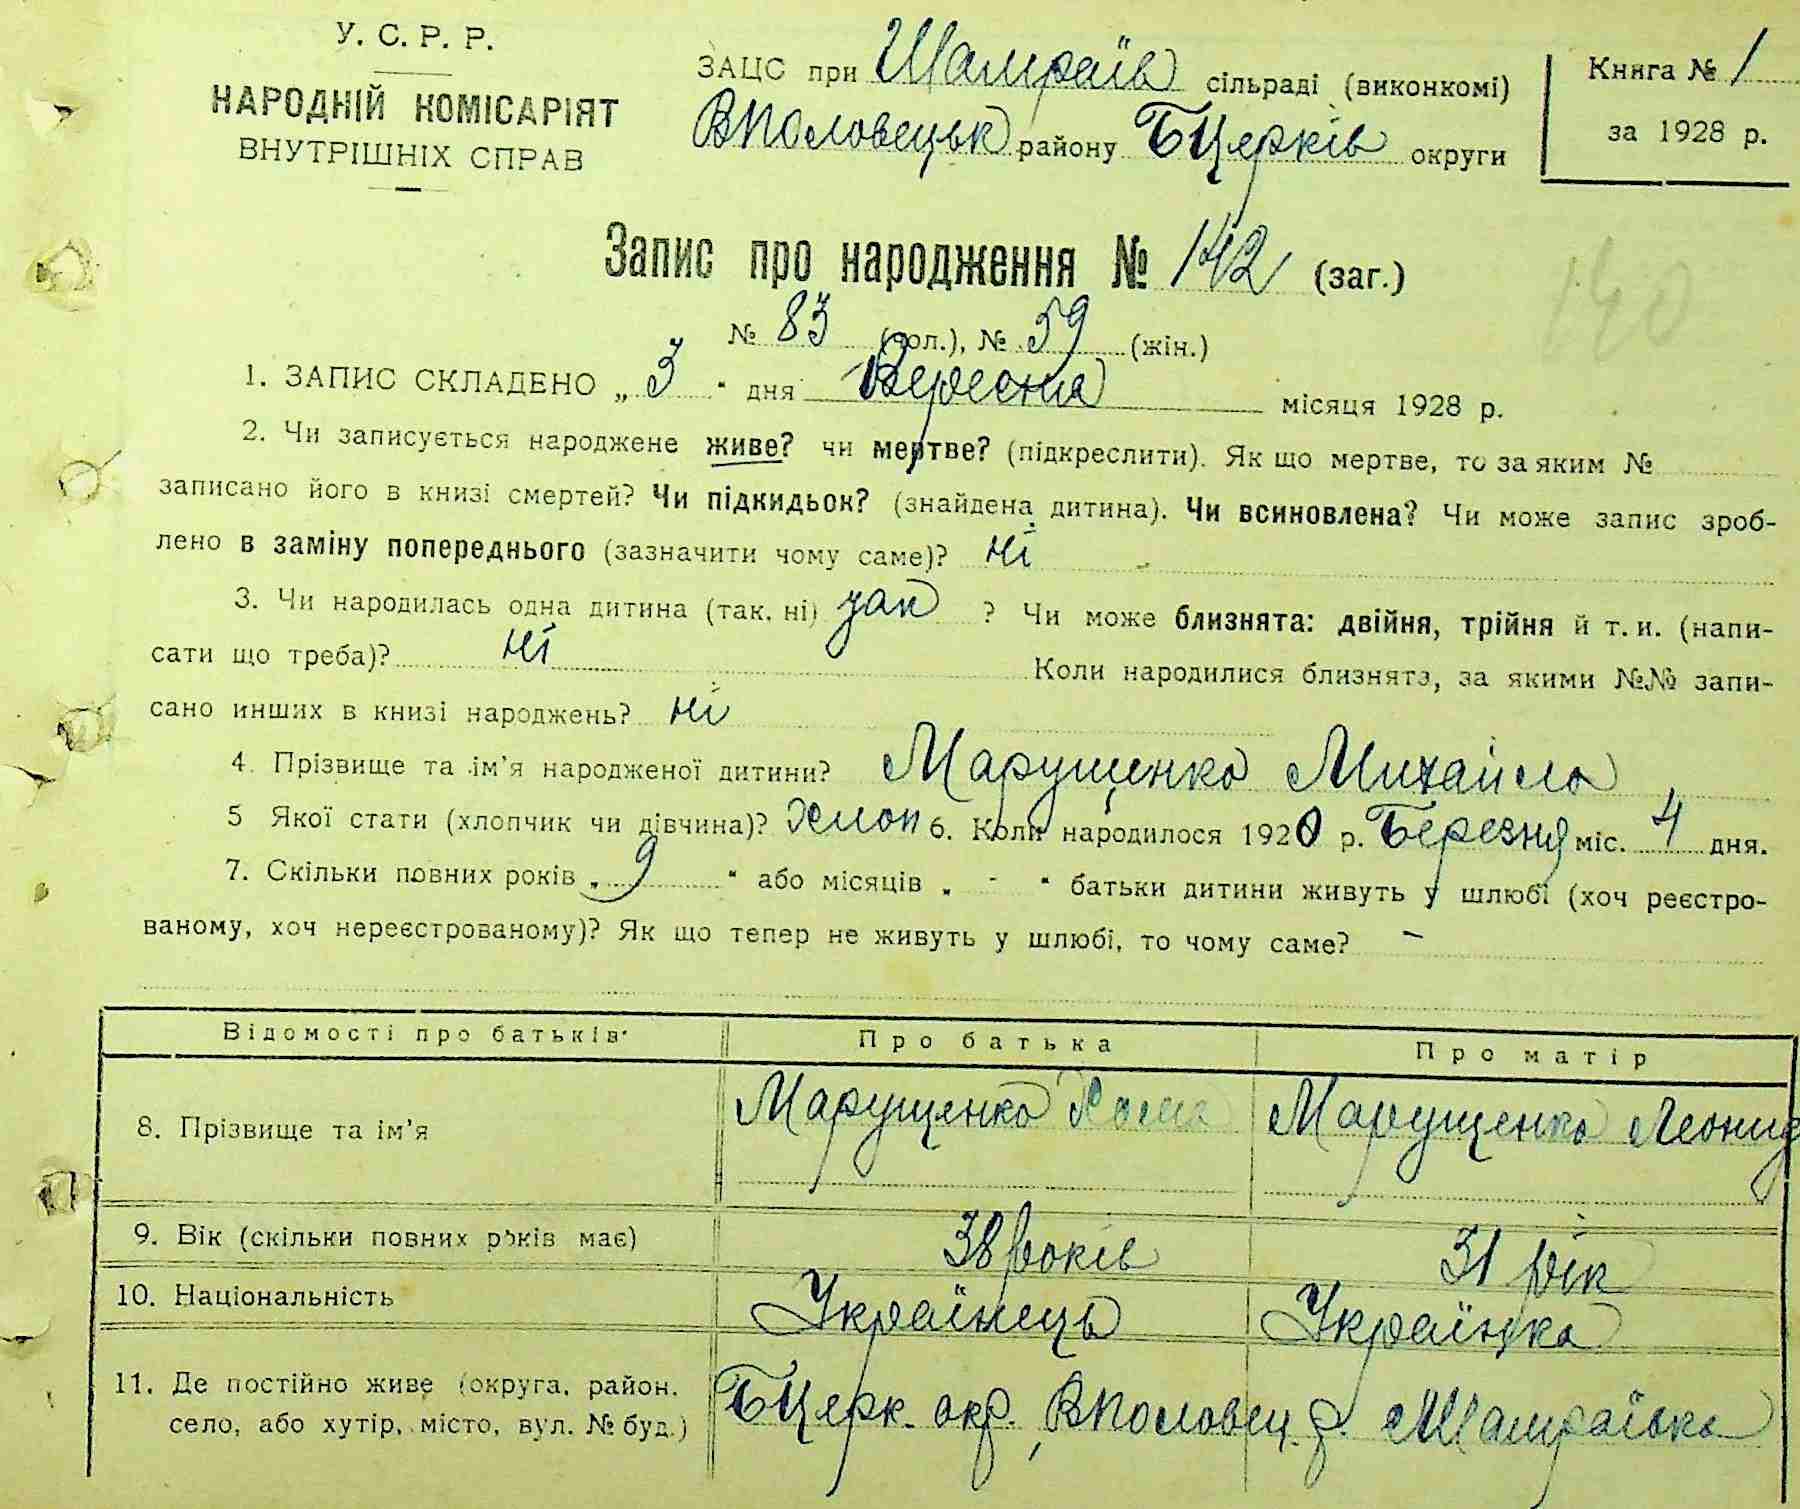 У. С. Р. Р.
НАРОДНІЙ КОМІСАРІЯТ
ВНУТРІШНІХ СПРАВ
ЗАЦС при Шамраїв сільраді (виконкомі)
ВПоловецьк району БЦерків округи
Книга № 1
за 1928 р.
Запис про народження № 142 (заг.)
140
№ 83 (чол.), № 59 (жін.)
1. ЗАПИС СКЛАДЕНО „ 3 “ дня Вересня місяця 1928 р.
2. Чи записується народжене живе? чи мертве? (підкреслити). Як що мертве, то за яким №
записано його в книзі смертей? Чи підкидьок? (знайдена дитина). Чи всиновлена? Чи може запис зроб-
лено в заміну попереднього (зазначити чому саме)? ні
3. Чи народилась одна дитина (так, ні) так ? Чи може близнята: двійня, трійня й т. и. (напи-
сати що треба)? ні Коли народилися близнята, за якими №№ запи-
сано инших в книзі народжень? ні
4. Прізвище та ім’я народженої дитини? Марущенко Михайло
5 Якої стати (хлопчик чи дівчина)? Хлоп 6. Коли народилося 1920 р. Березня міс. 4 дня.
7. Скільки повних років „ 9 “ або місяців „ - “ батьки дитини живуть у шлюбі (хоч реєстро-
ваному, хоч нереєстрованому)? Як що тепер не живуть у шлюбі, то чому саме? –
Відомості про батьків
Про батька
Про матір
8. Прізвище та ім’я
Марущенко Хома
Марущенко Леонид
9. Вік (скільки повних років має)
38 років
31 рік
10. Національність
Українець
Українка
11. Де постійно живе (округа, район,
село, або хутір, місто, вул. № буд.)
БЦерк. окр. ВПоловец. р. Шамраївка